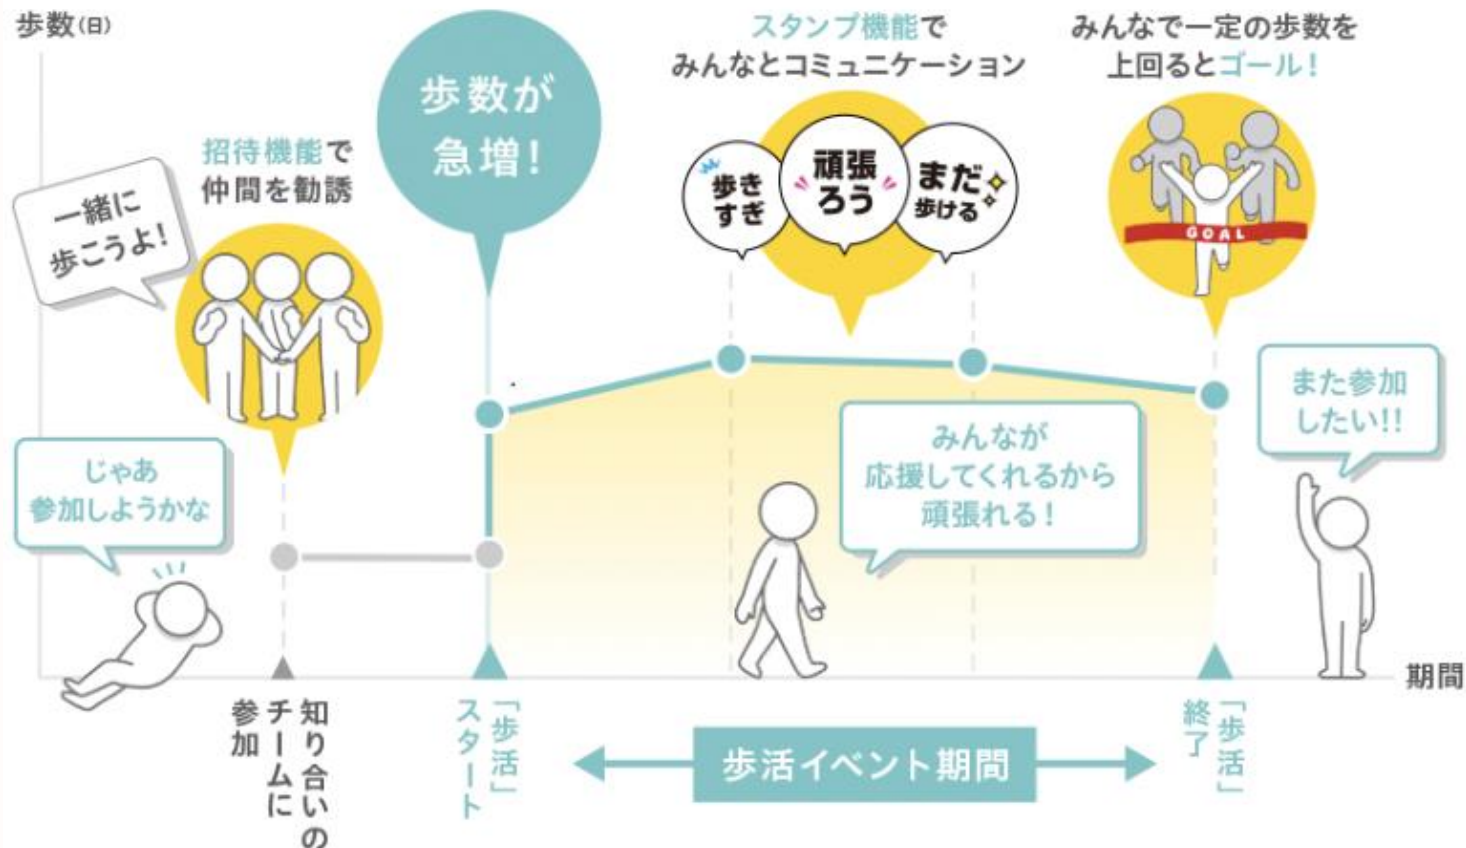 歩数(日)
一緒に
歩こうよ!
招待機能で
仲間を勧誘
じゃあ
参加しようかな
歩数が
急増!
スタンプ機能で
みんなとコミュニケーション
歩き
すぎ
頑張
ろう
まだ
歩ける
みんなで一定の歩数を
上回るとゴール!
GOAL
みんなが
応援してくれるから
頑張れる!
また参加
したい!!
期間
知り合いの
チームに
参加
「歩活」
スタート
歩活イベント期間
「歩活」
終了